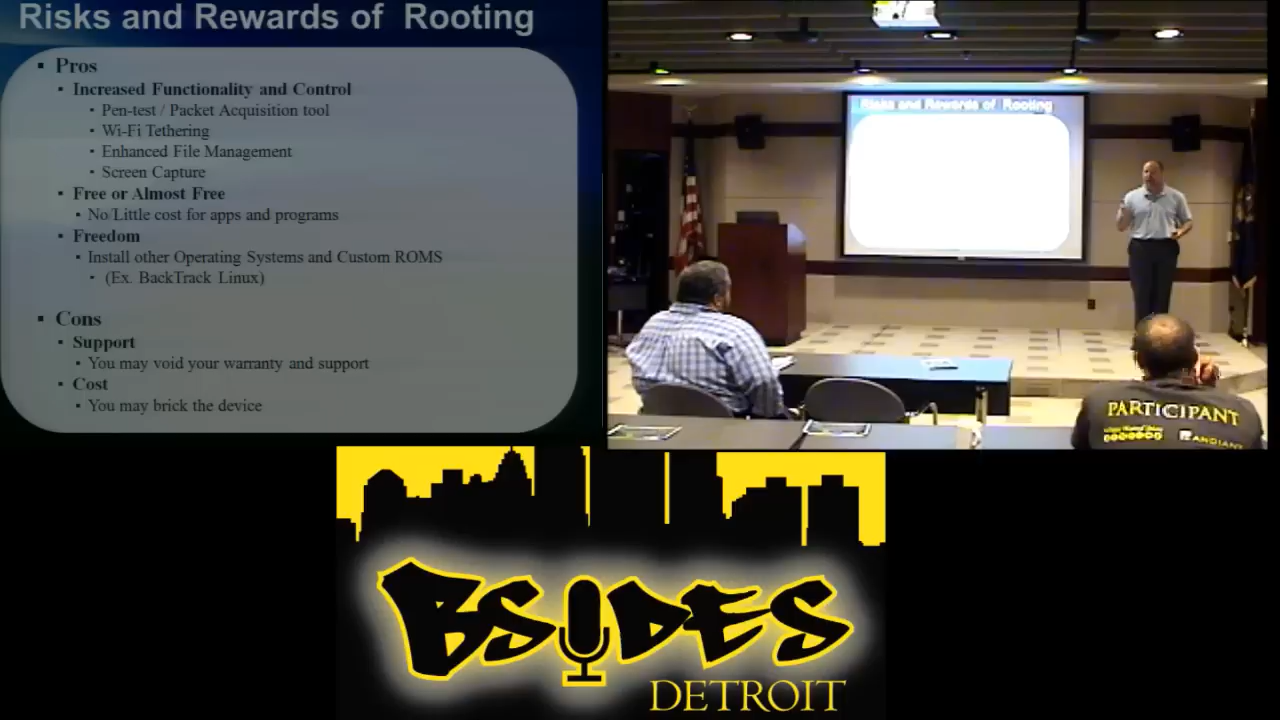 Risks and Rewards of Rooting
Pros
Increased Functionality and Control
Pen-test / Packet Acquisition tool
Wi-Fi Tethering
Enhanced File Management
Screen Capture
Free or Almost Free
No/Little cost for apps and programs
Freedom
Install other Operating Systems and Custom ROMS
(Ex. BackTrack Linux)
Cons
Support
You may void your warranty and support
Cost
You may brick the device
Risks and Rewards of Rooting
PARTICIPANT
BSIDES
DETROIT